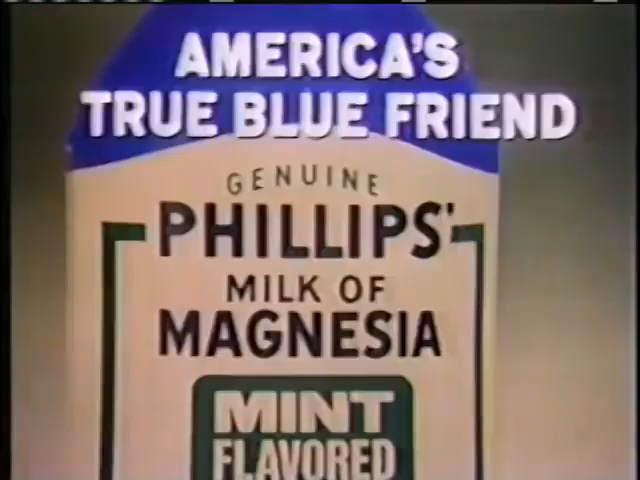 AMERICA'S
TRUE BLUE FRIEND
GENUINE
PHILLIPS'
MILK OF
MAGNESIA
MINT
FLAVORED